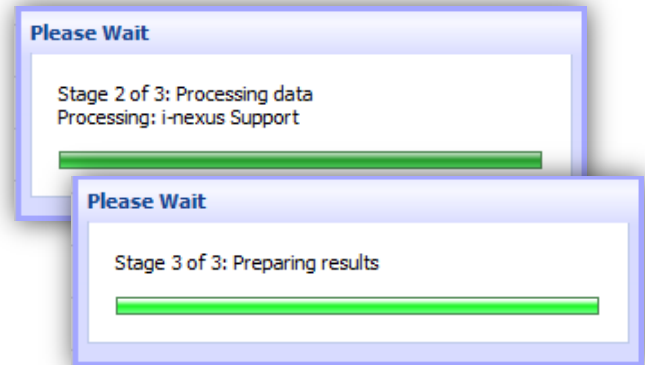 Please Wait
Stage 2 of 3: Processing data
Processing: i-nexus Support
Please Wait
Stage 3 of 3: Preparing results